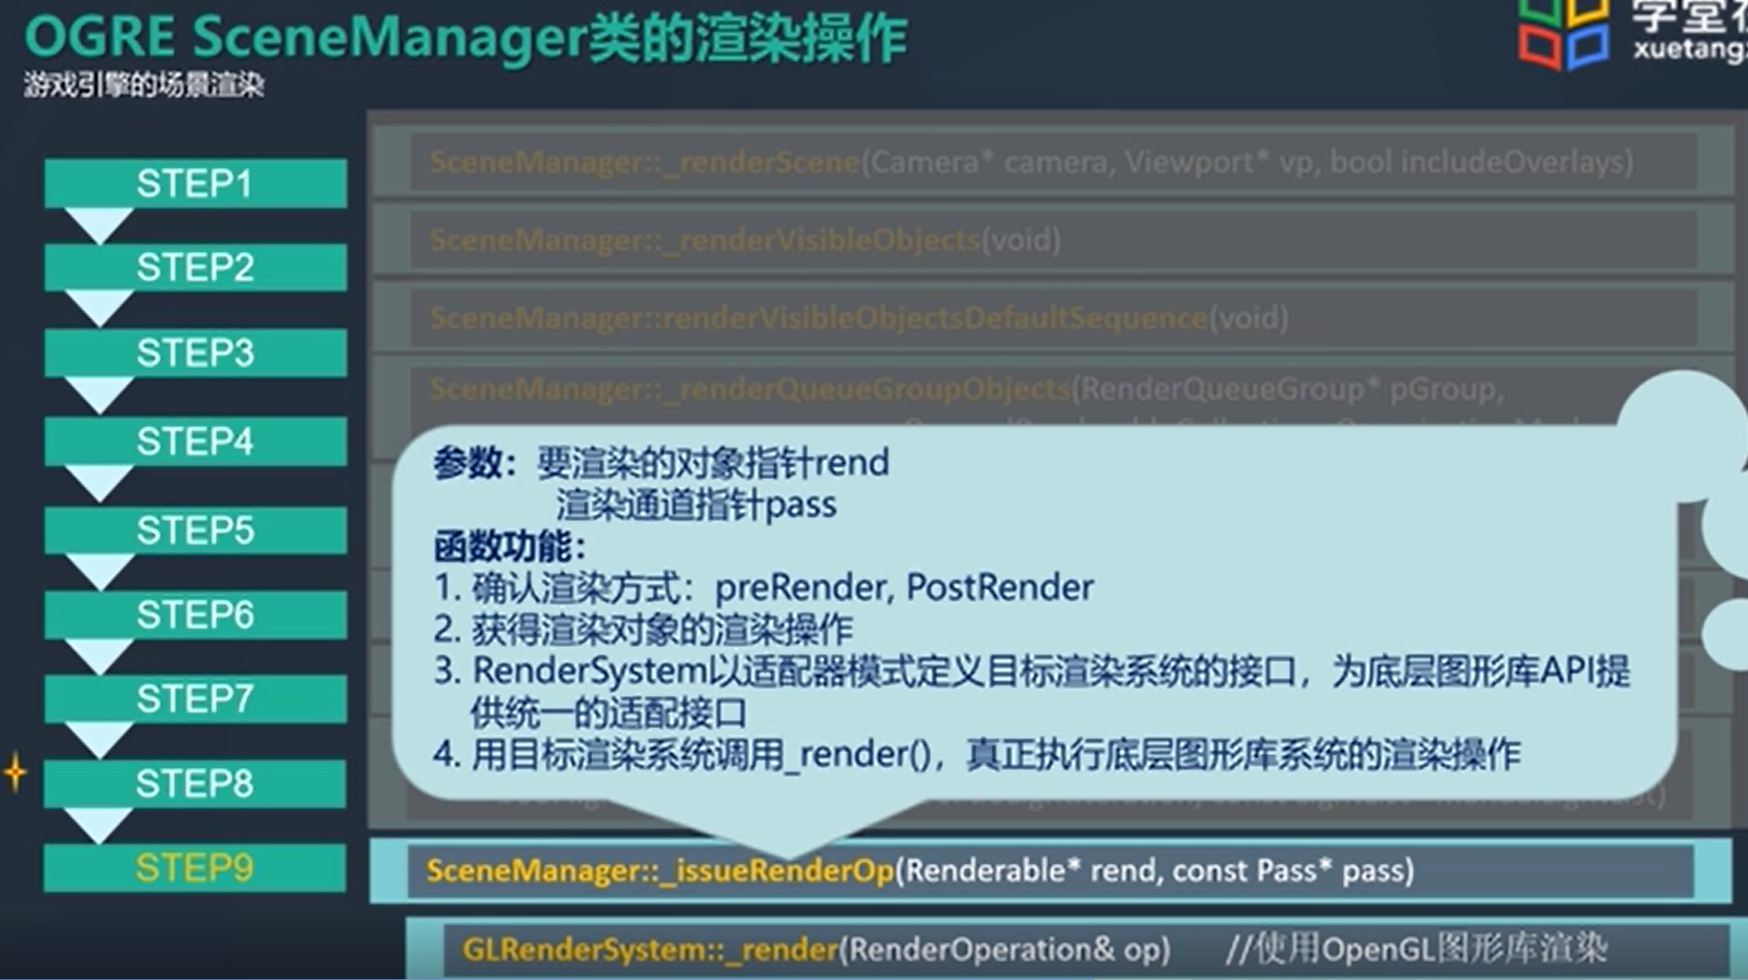 OGRE SceneManager类的渲染操作
游戏引擎的场景渲染
学堂
xuetang
STEP1
SceneManager::_renderScene(Camera* camera, Viewport* vp, bool includeOverlays)
STEP2
SceneManager::_renderVisibleObjects(void)
STEP3
SceneManager::renderVisibleObjectsDefaultSequence(void)
STEP4
SceneManager::_renderQueueGroupObjects(RenderQueueGroup* pGroup,
STEP5
STEP6
STEP7
STEP8
参数：要渲染的对象指针rend
渲染通道指针pass
函数功能：
1. 确认渲染方式：preRender, PostRender
2. 获得渲染对象的渲染操作
3. RenderSystem以适配器模式定义目标渲染系统的接口，为底层图形库API提
供统一的适配接口
4. 用目标渲染系统调用_render()，真正执行底层图形库系统的渲染操作
STEP9
SceneManager::_issueRenderOp(Renderable* rend, const Pass* pass)
GLRenderSystem::_render(RenderOperation& op) //使用OpenGL图形库渲染